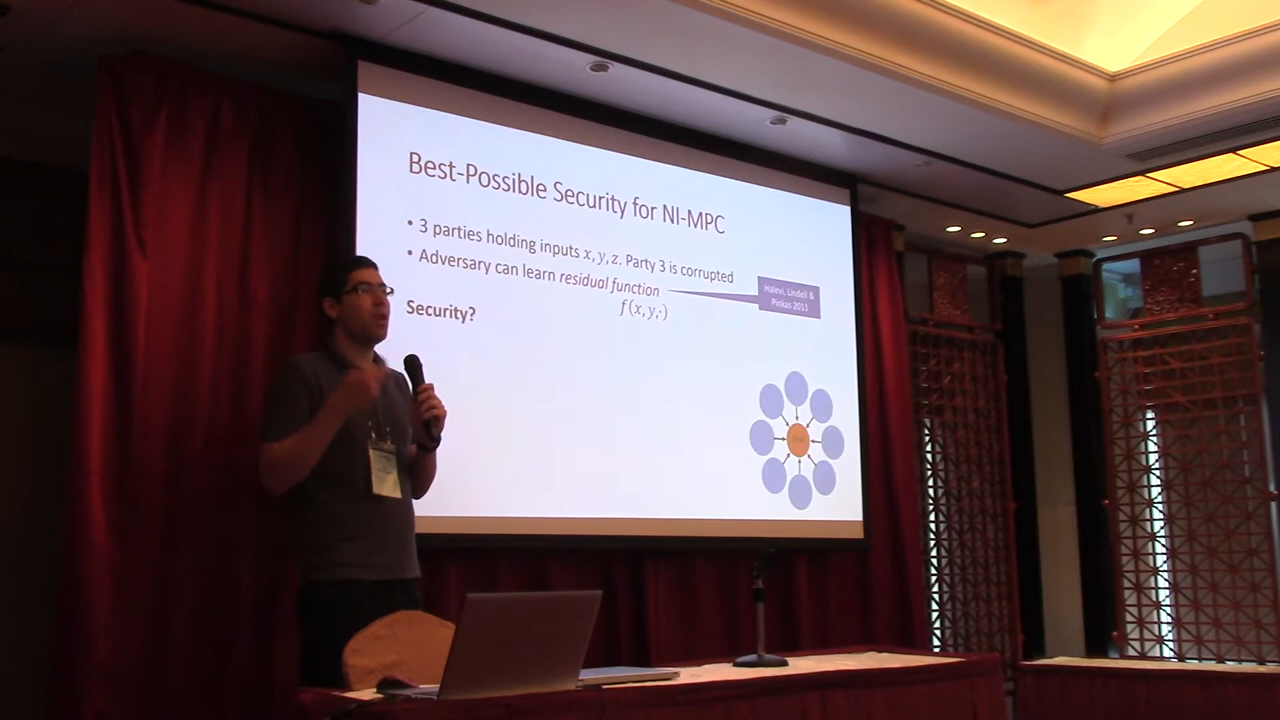 Best-Possible Security for NI-MPC
• 3 parties holding inputs x, y, z. Party 3 is corrupted
• Adversary can learn residual function
f(x, y,·)
Halevi, Lindell &
Pinkas 2011
Security?